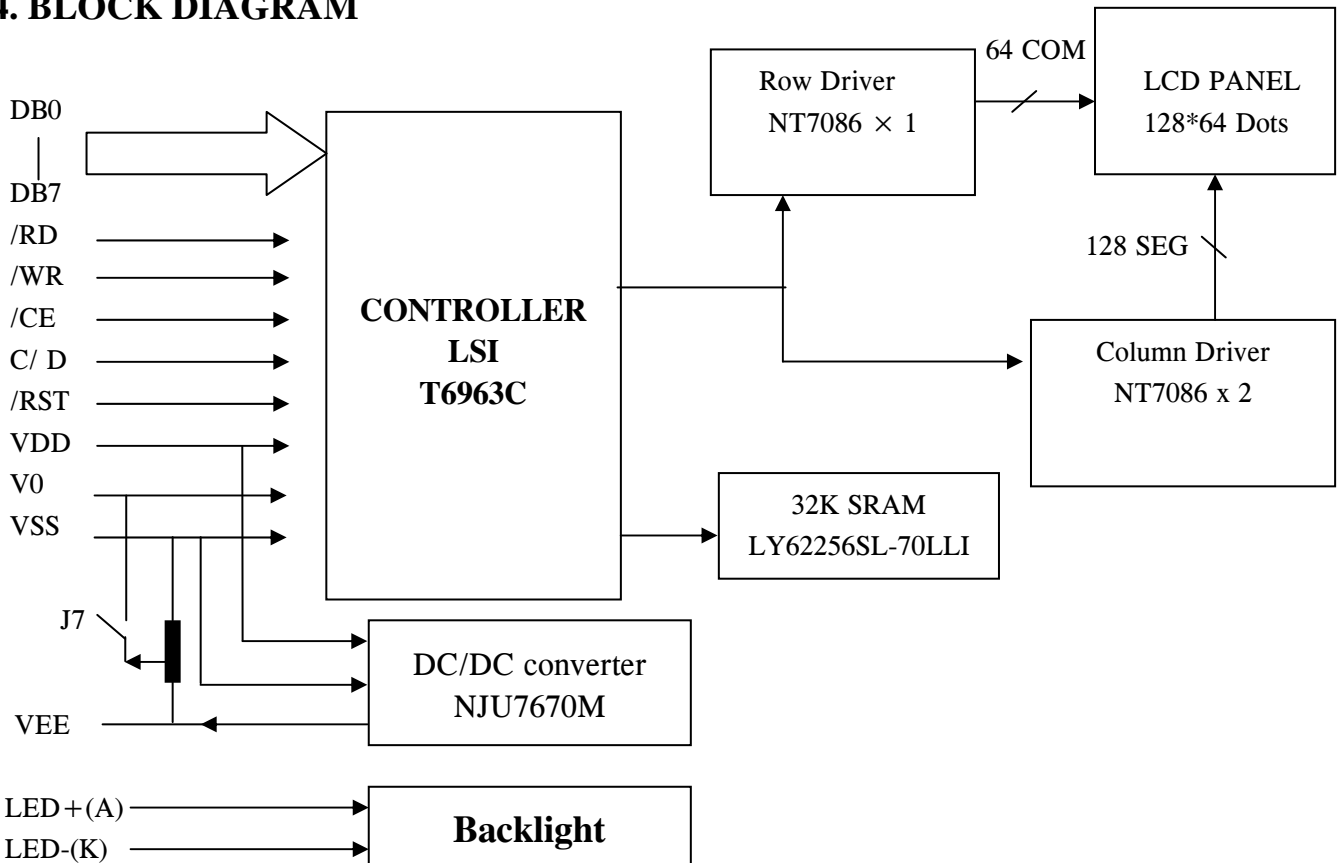 4. BLOCK DIAGRAM
64 COM
Row Driver
NT7086 × 1
LCD PANEL
128*64 Dots
DB0
DB7
/RD
/WR
/CE
C/ D
/RST
VDD
V0
VSS
CONTROLLER
LSI
T6963C
128 SEG
Column Driver
NT7086 x 2
32K SRAM
LY62256SL-70LLI
J7
DC/DC converter
NJU7670M
VEE
LED+(A)
LED-(K)
Backlight